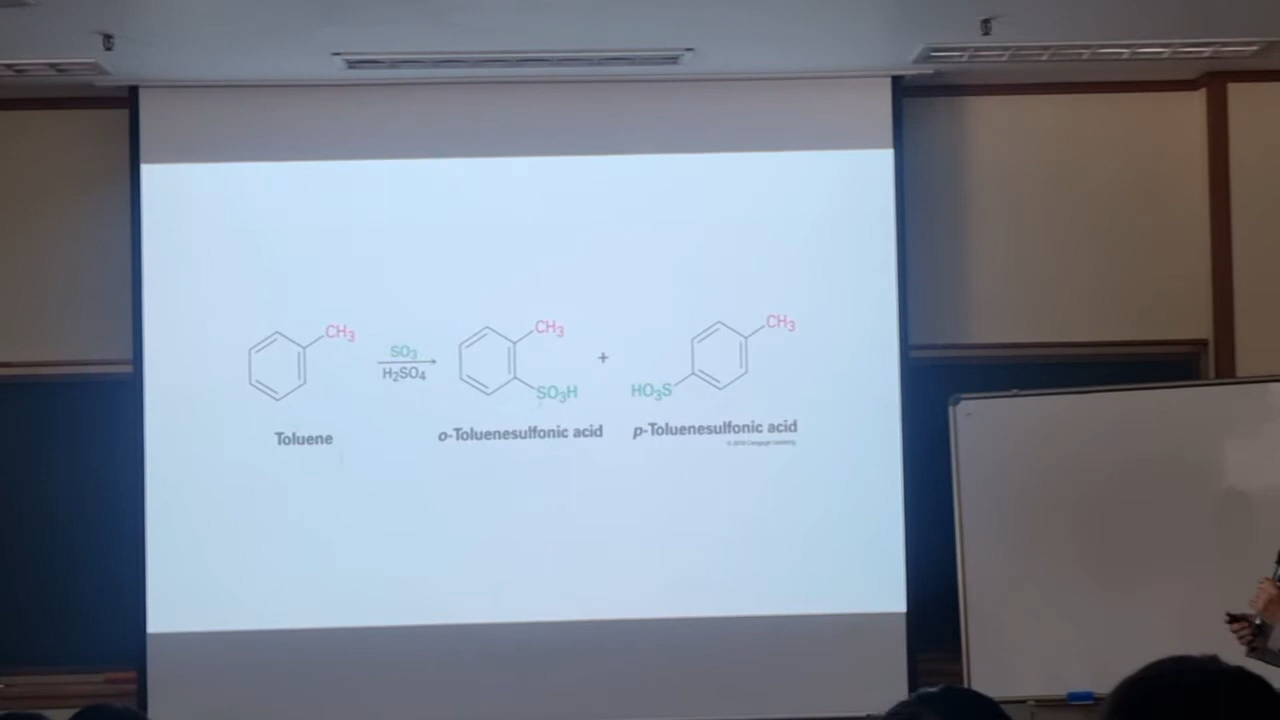 CH₃
SO₃
H₂SO₄
Toluene
CH₃
SO₃H
o-Toluenesulfonic acid
+
CH₃
HO₃S
p-Toluenesulfonic acid